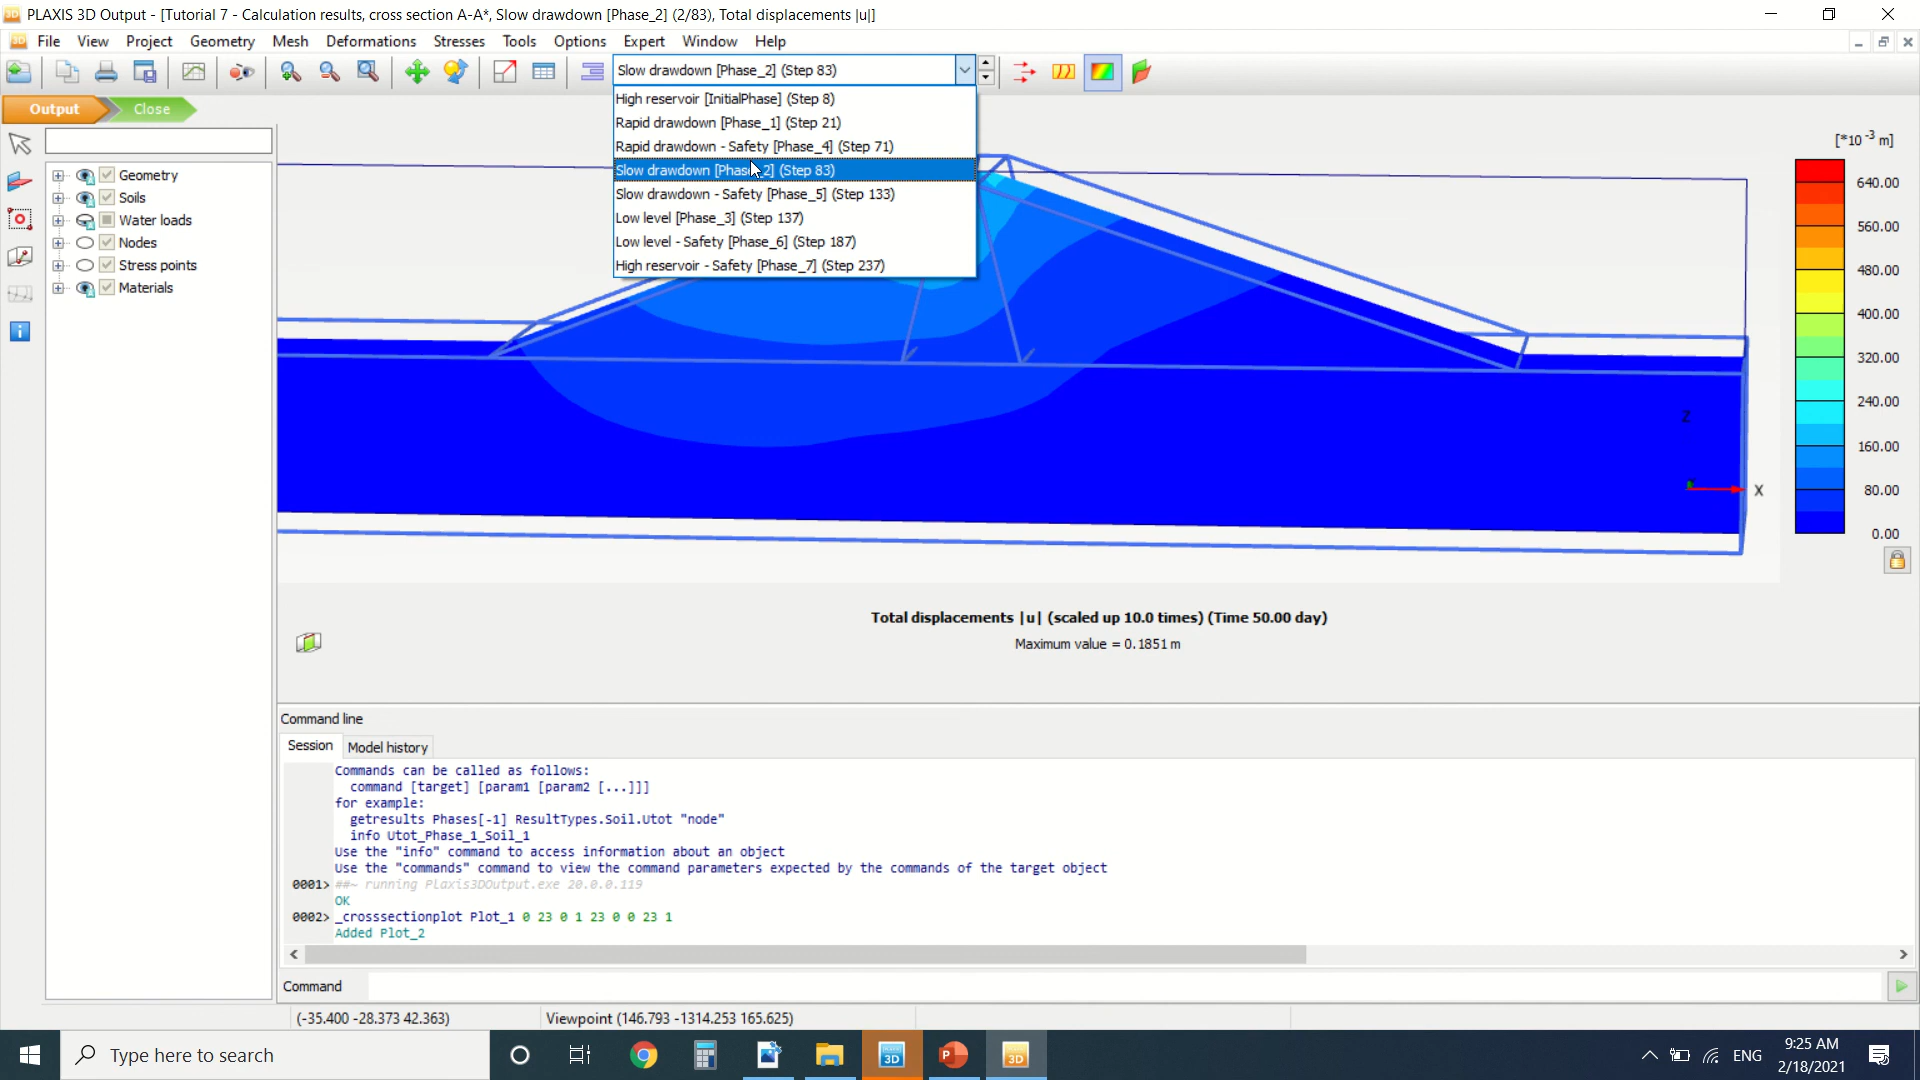 PLAXIS 3D Output - [Tutorial 7 - Calculation results, cross section A-A*, Slow drawdown [Phase_2] (2/83), Total displacements |u|]
File View Project Geometry Mesh Deformations Stresses Tools Options Expert Window Help
Slow drawdown [Phase_2] (Step 83)
High reservoir [InitialPhase] (Step 8)
Rapid drawdown [Phase_1] (Step 21)
Rapid drawdown - Safety [Phase_4] (Step 71)
Slow drawdown [Phase_2] (Step 83)
Slow drawdown - Safety [Phase_5] (Step 133)
Low level [Phase_3] (Step 137)
Low level - Safety [Phase_6] (Step 187)
High reservoir - Safety [Phase_7] (Step 237)
Output Close
Geometry
Soils
Water loads
Nodes
Stress points
Materials
[*10-3 m]
640.00
560.00
480.00
400.00
320.00
240.00
160.00
80.00
0.00
Z
X
Total displacements |u| (scaled up 10.0 times) (Time 50.00 day)
Maximum value = 0.1851 m
Command line
Session Model history
Commands can be called as follows:
command [target] [param1 [param2 [...]]]
for example:
getresults Phases[-1] ResultTypes.Soil.Utot "node"
info Utot_Phase_1_Soil_1
Use the "info" command to access information about an object
Use the "commands" command to view the command parameters expected by the commands of the target object
0001> ##~ running Plaxis3DOutput.exe 20.0.0.119
OK
0002> _crosssectionplot Plot_1 0 23 0 1 23 0 0 23 1
Added Plot_2
Command
(-35.400 -28.373 42.363) Viewpoint (146.793 -1314.253 165.625)
Type here to search
3D
P
3D
ENG
9:25 AM
2/18/2021